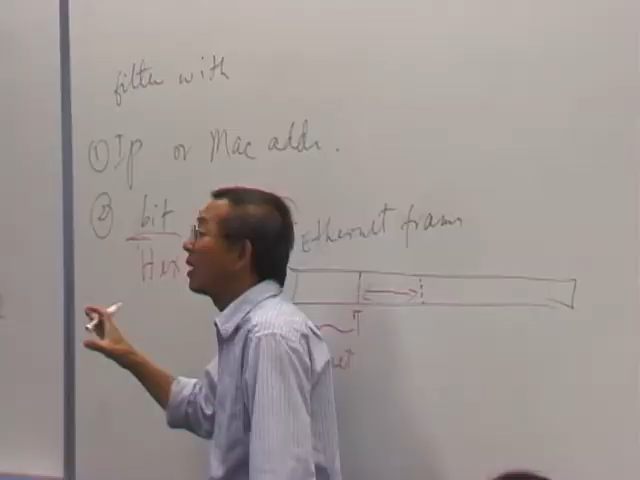 filter with
① Ip or Mac addr.
② bit
Hex
Ethernet frame